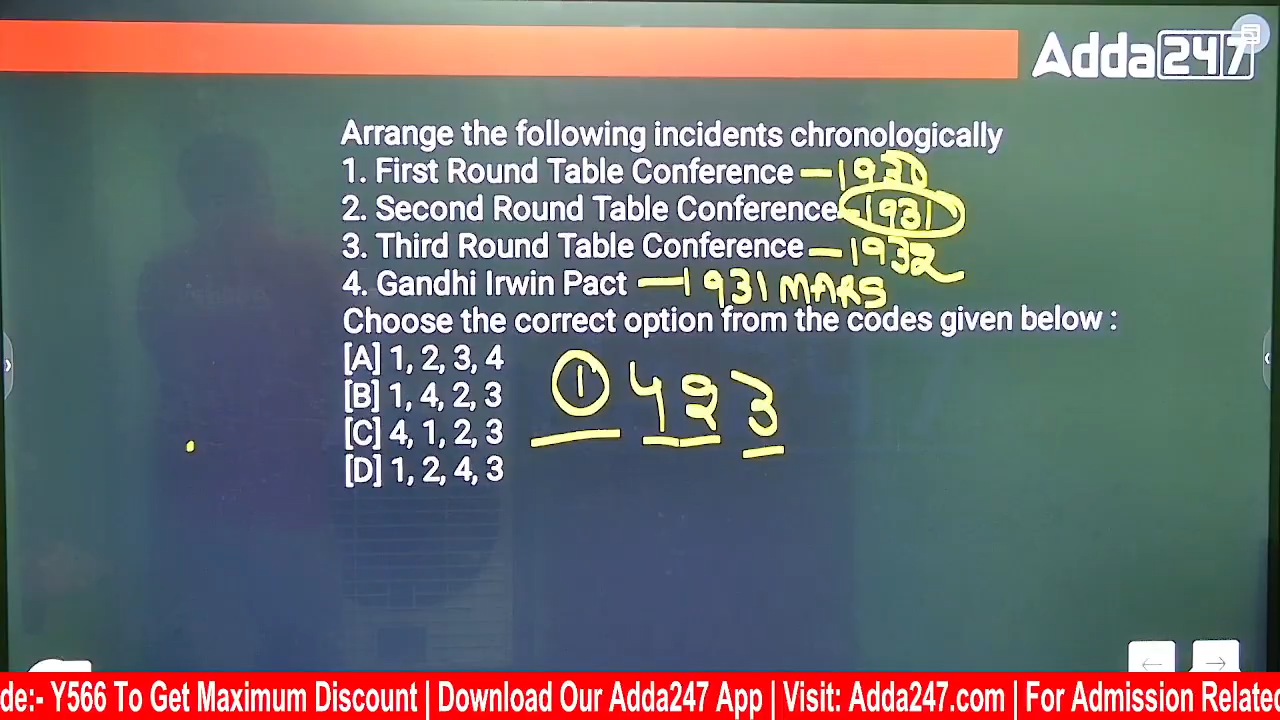 Adda247
Arrange the following incidents chronologically
1. First Round Table Conference — 1930
2. Second Round Table Conference - 1931
3. Third Round Table Conference — 1932
4. Gandhi Irwin Pact — 1931 MARS
Choose the correct option from the codes given below :
[A] 1, 2, 3, 4
[B] 1, 4, 2, 3
[C] 4, 1, 2, 3
[D] 1, 2, 4, 3
1 4 2 3
de:- Y566 To Get Maximum Discount | Download Our Adda247 App | Visit: Adda247.com | For Admission Related